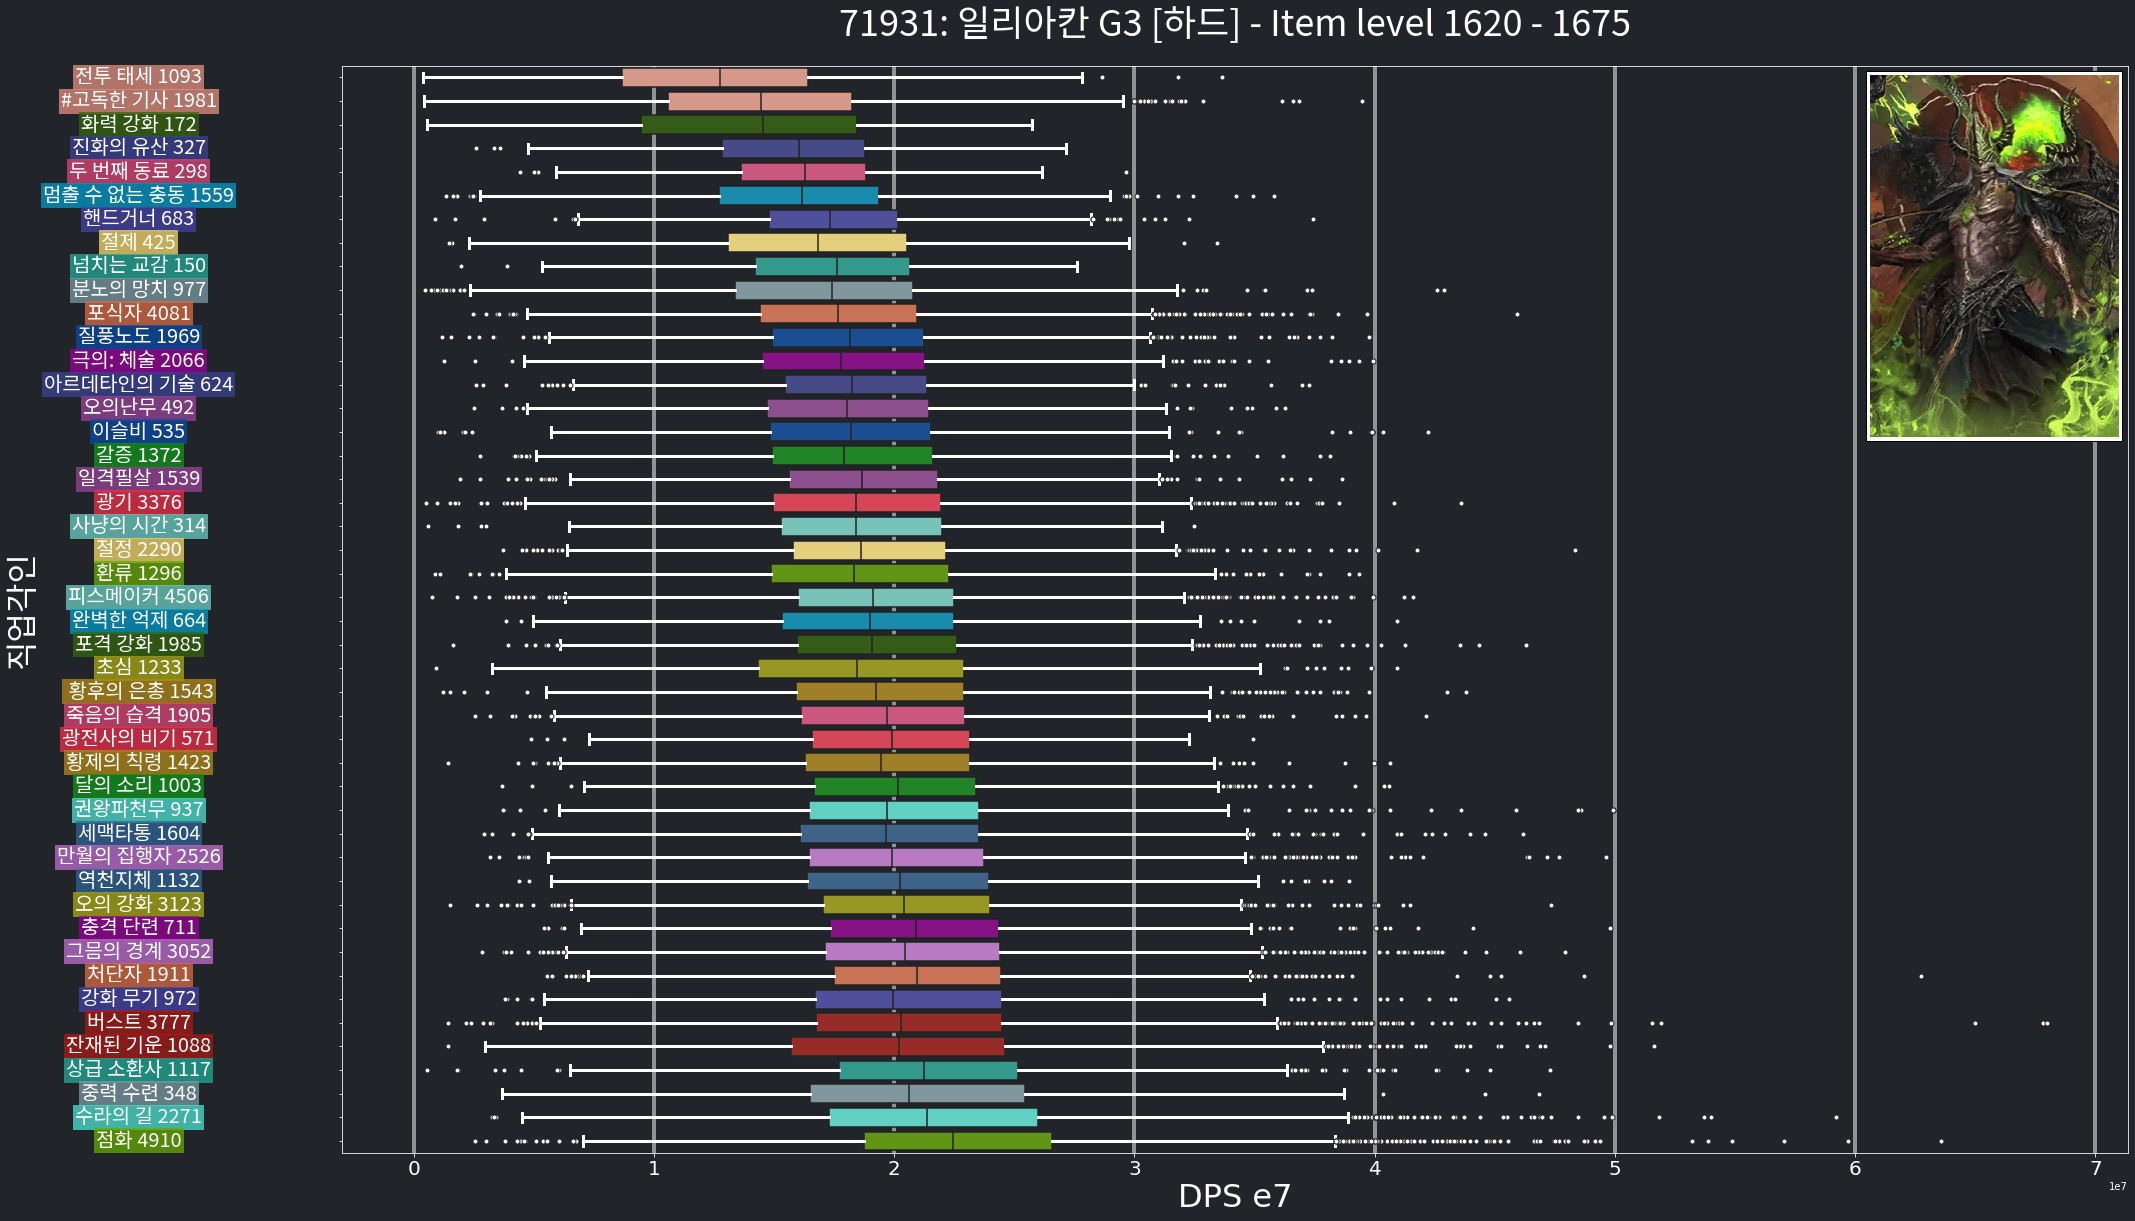 71931: 일리아칸 G3 [하드] - Item level 1620 - 1675
직업각인
전투 태세 1093
#고독한 기사 1981
화력 강화 172
진화의 유산 327
두 번째 동료 298
멈출 수 없는 충동 1559
핸드거너 683
절제 425
넘치는 교감 150
분노의 망치 977
포식자 4081
질풍노도 1969
극의: 체술 2066
아르데타인의 기술 624
오의난무 492
이슬비 535
갈증 1372
일격필살 1539
광기 3376
사냥의 시간 314
절정 2290
환류 1296
피스메이커 4506
완벽한 억제 664
포격 강화 1985
초심 1233
황후의 은총 1543
죽음의 습격 1905
광전사의 비기 571
황제의 칙령 1423
달의 소리 1003
권왕파천무 937
세맥타통 1604
만월의 집행자 2526
역천지체 1132
오의 강화 3123
충격 단련 711
그믐의 경계 3052
처단자 1911
강화 무기 972
버스트 3777
잔재된 기운 1088
상급 소환사 1117
중력 수련 348
수라의 길 2271
점화 4910
0 1 2 3 4 5 6 7
1e7
DPS e7